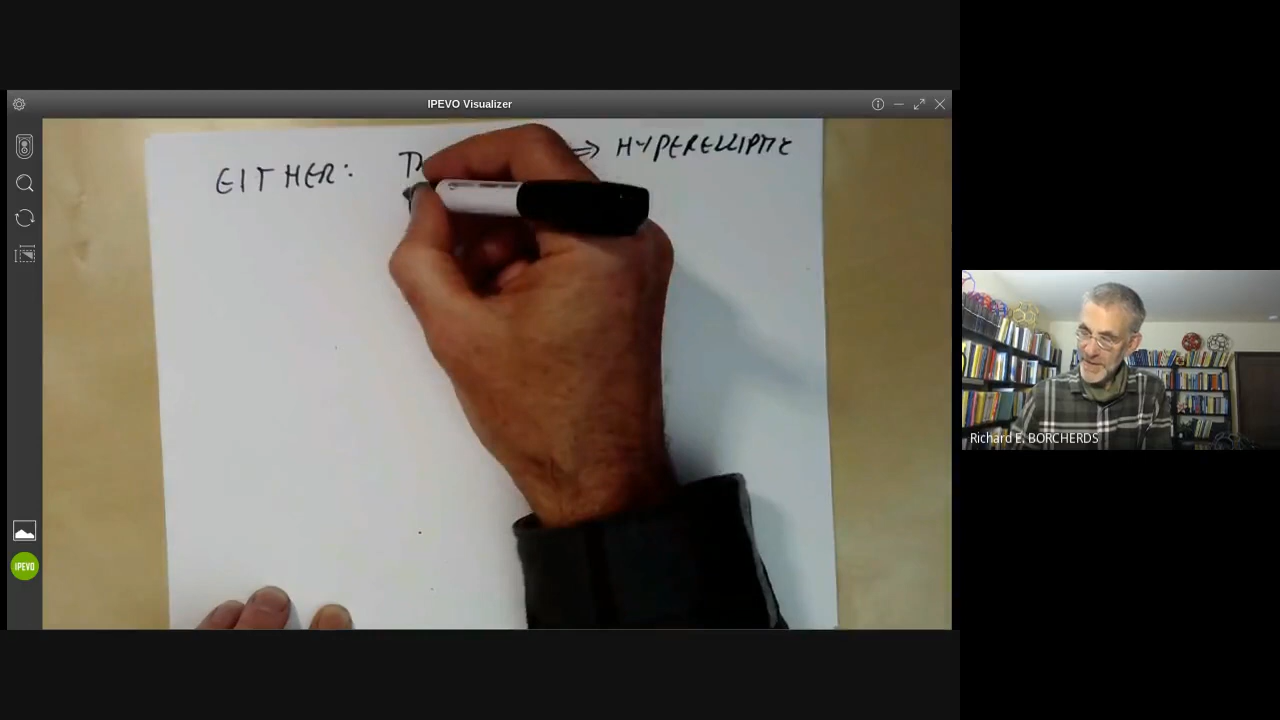 IPEVO Visualizer
EITHER: ⇒ HYPERELLIPTIC
Richard E. BORCHERDS
IPEVO